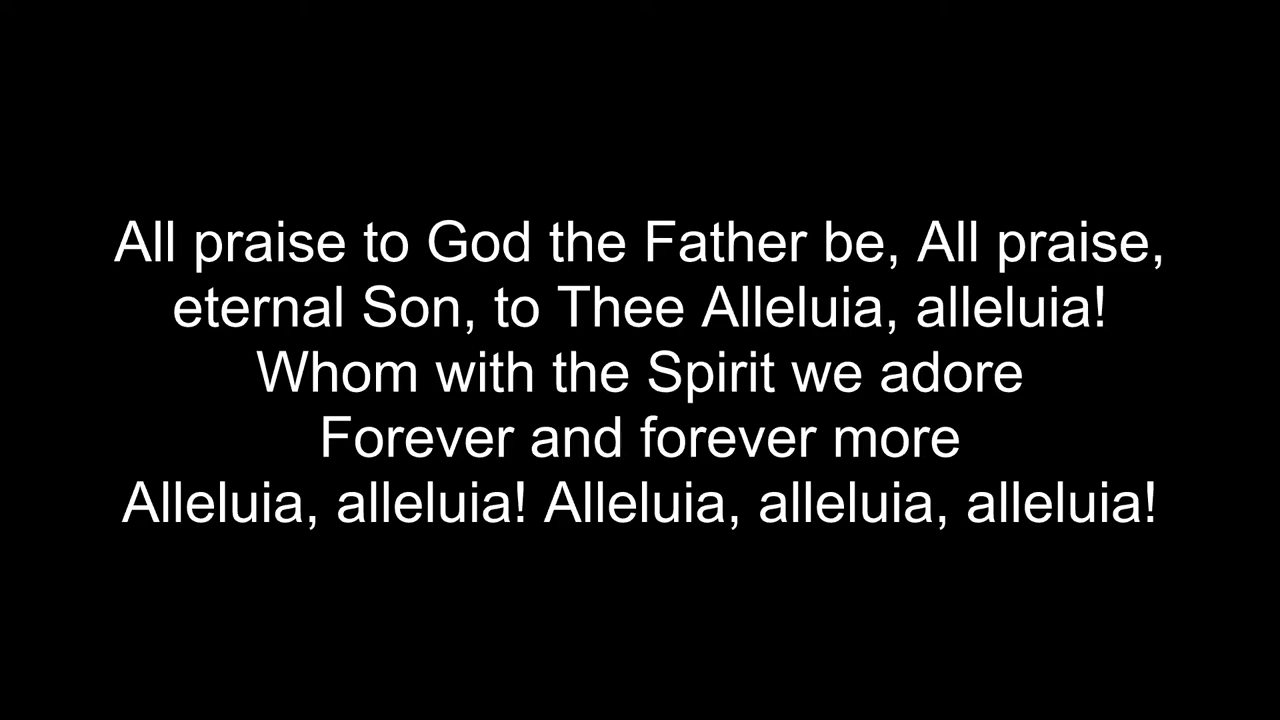 All praise to God the Father be, All praise,
eternal Son, to Thee Alleluia, alleluia!
Whom with the Spirit we adore
Forever and forever more
Alleluia, alleluia! Alleluia, alleluia, alleluia!